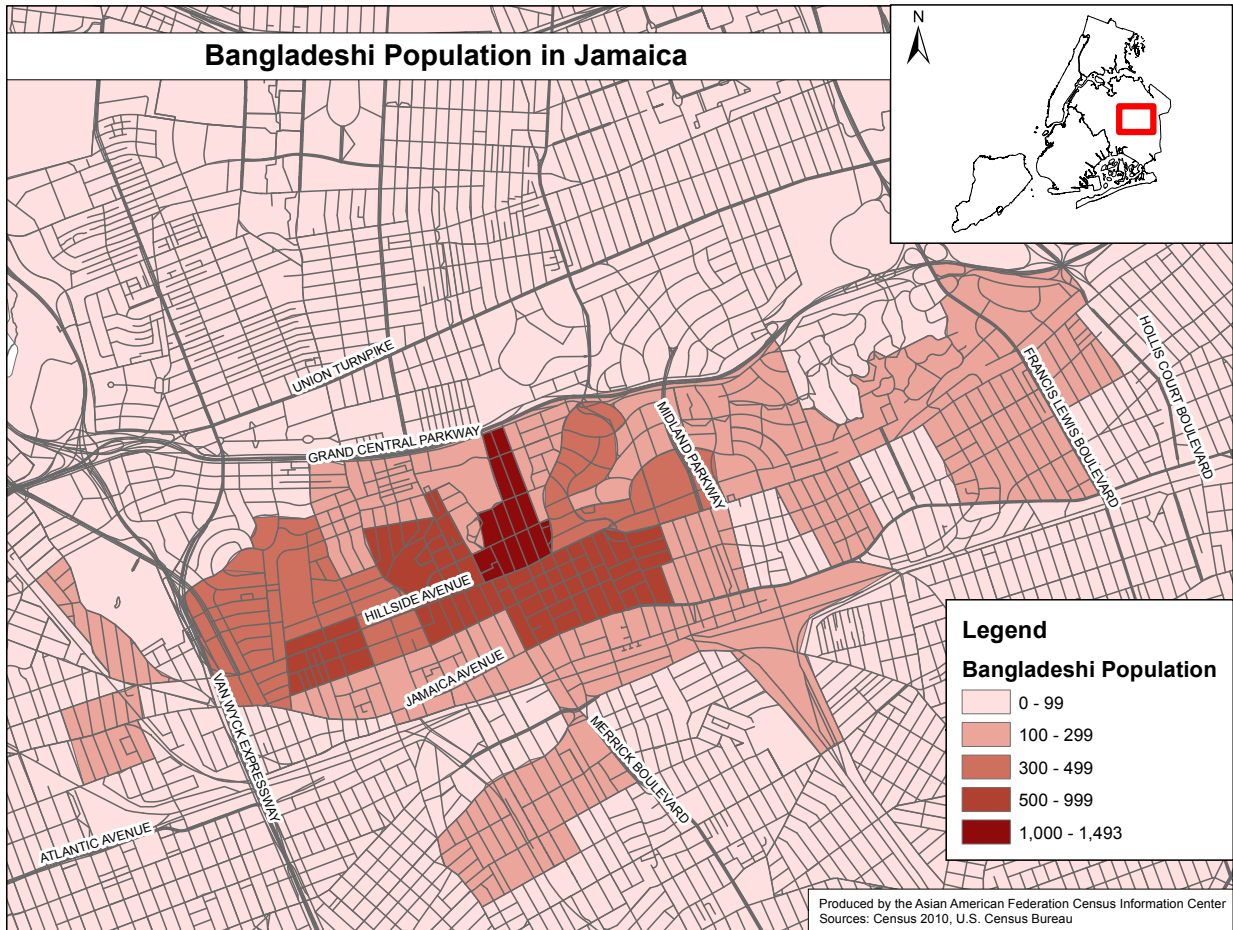 Bangladeshi Population in Jamaica
N
UNION TURNPIKE
GRAND CENTRAL PARKWAY
MIDLAND PARKWAY
FRANCIS LEWIS BOULEVARD
HOLLIS COURT BOULEVARD
HILLSIDE AVENUE
JAMAICA AVENUE
VAN WYCK EXPRESSWAY
MERRICK BOULEVARD
ATLANTIC AVENUE
Legend
Bangladeshi Population
0 - 99
100 - 299
300 - 499
500 - 999
1,000 - 1,493
Produced by the Asian American Federation Census Information Center
Sources: Census 2010, U.S. Census Bureau